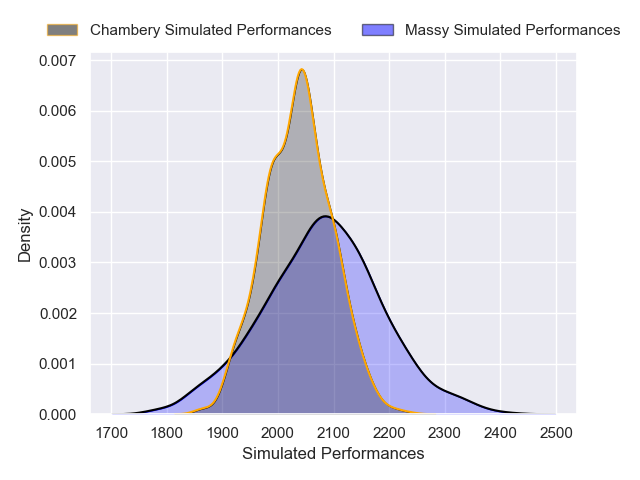 Chambery Simulated Performances
Massy Simulated Performances
0.007
0.006
0.005
0.004
0.003
0.002
0.001
0.000
Density
1700 1800 1900 2000 2100 2200 2300 2400 2500
Simulated Performances